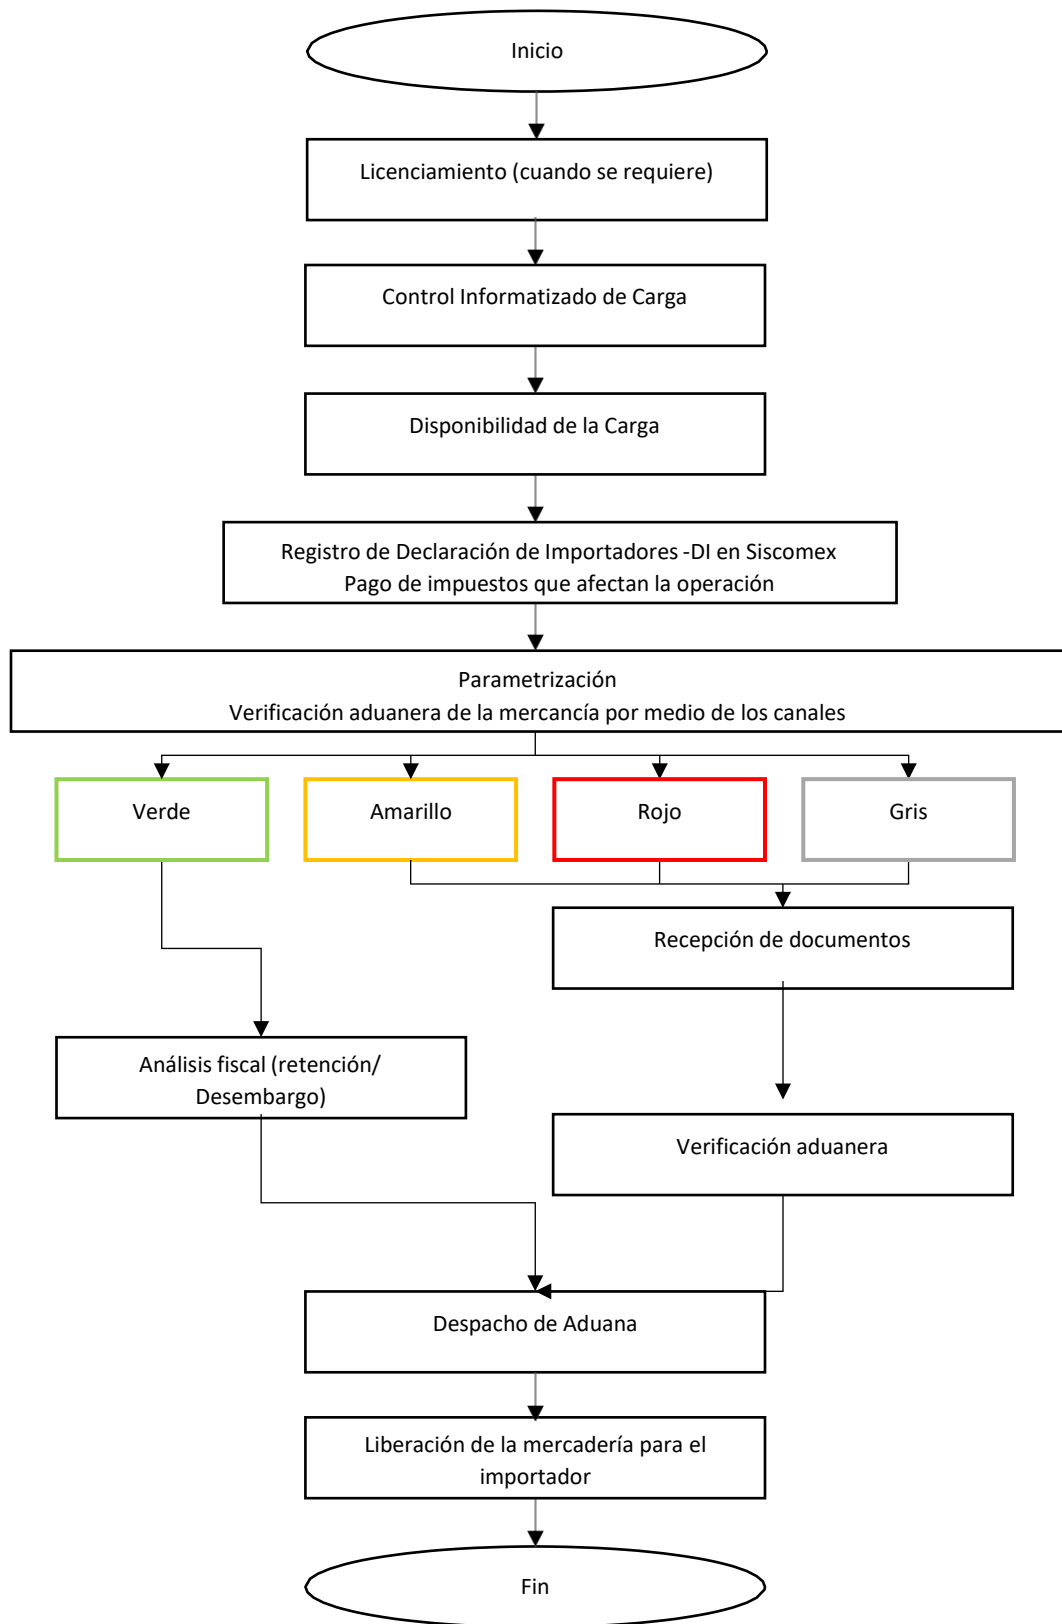 Inicio
Licenciamiento (cuando se requiere)
Control Informatizado de Carga
Disponibilidad de la Carga
Registro de Declaración de Importadores -DI en Siscomex
Pago de impuestos que afectan la operación
Parametrización
Verificación aduanera de la mercancía por medio de los canales
Verde
Amarillo
Rojo
Gris
Recepción de documentos
Análisis fiscal (retención/
Desembargo)
Verificación aduanera
Despacho de Aduana
Liberación de la mercadería para el
importador
Fin